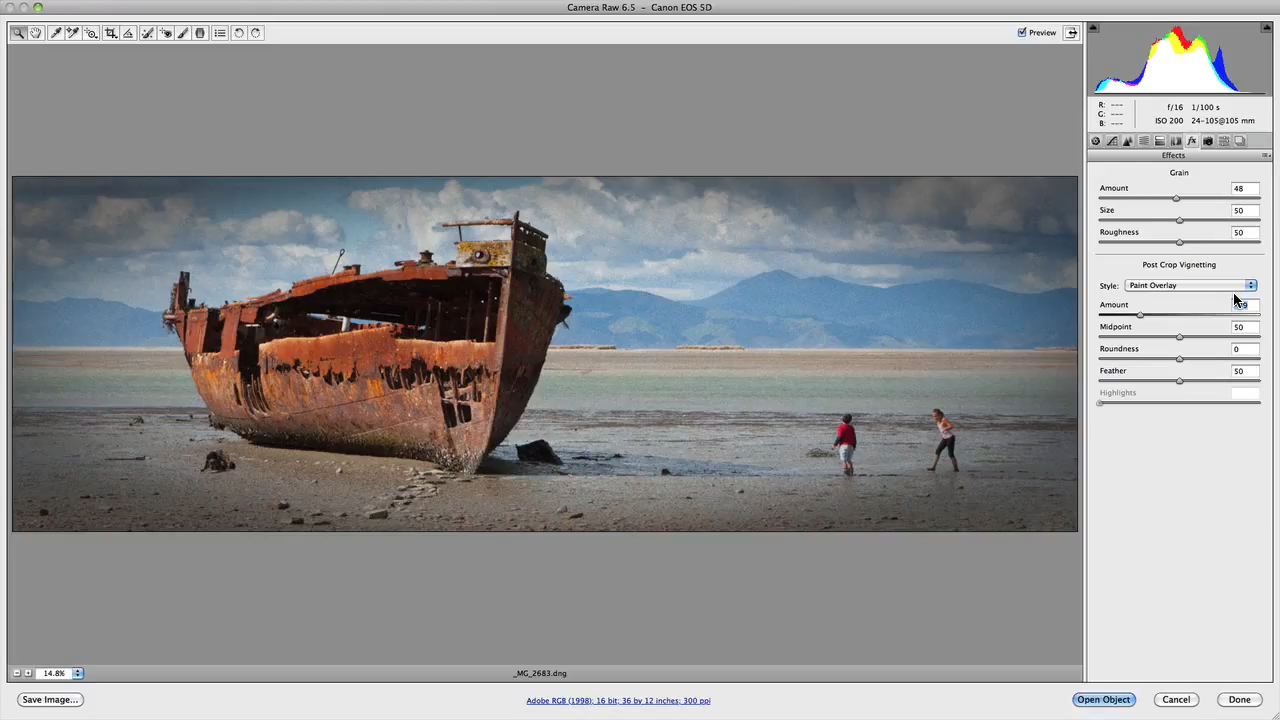 Camera Raw 6.5 – Canon EOS 5D
Preview
R: ---
G: ---
B: ---
f/16 1/100 s
ISO 200 24-105@105 mm
Effects
Grain
Amount 48
Size 50
Roughness 50
Post Crop Vignetting
Style: Paint Overlay
Amount
Midpoint 50
Roundness 0
Feather 50
Highlights
14.8%
_MG_2683.dng
Save Image...
Adobe RGB (1998); 16 bit; 36 by 12 inches; 300 ppi
Open Object
Cancel
Done